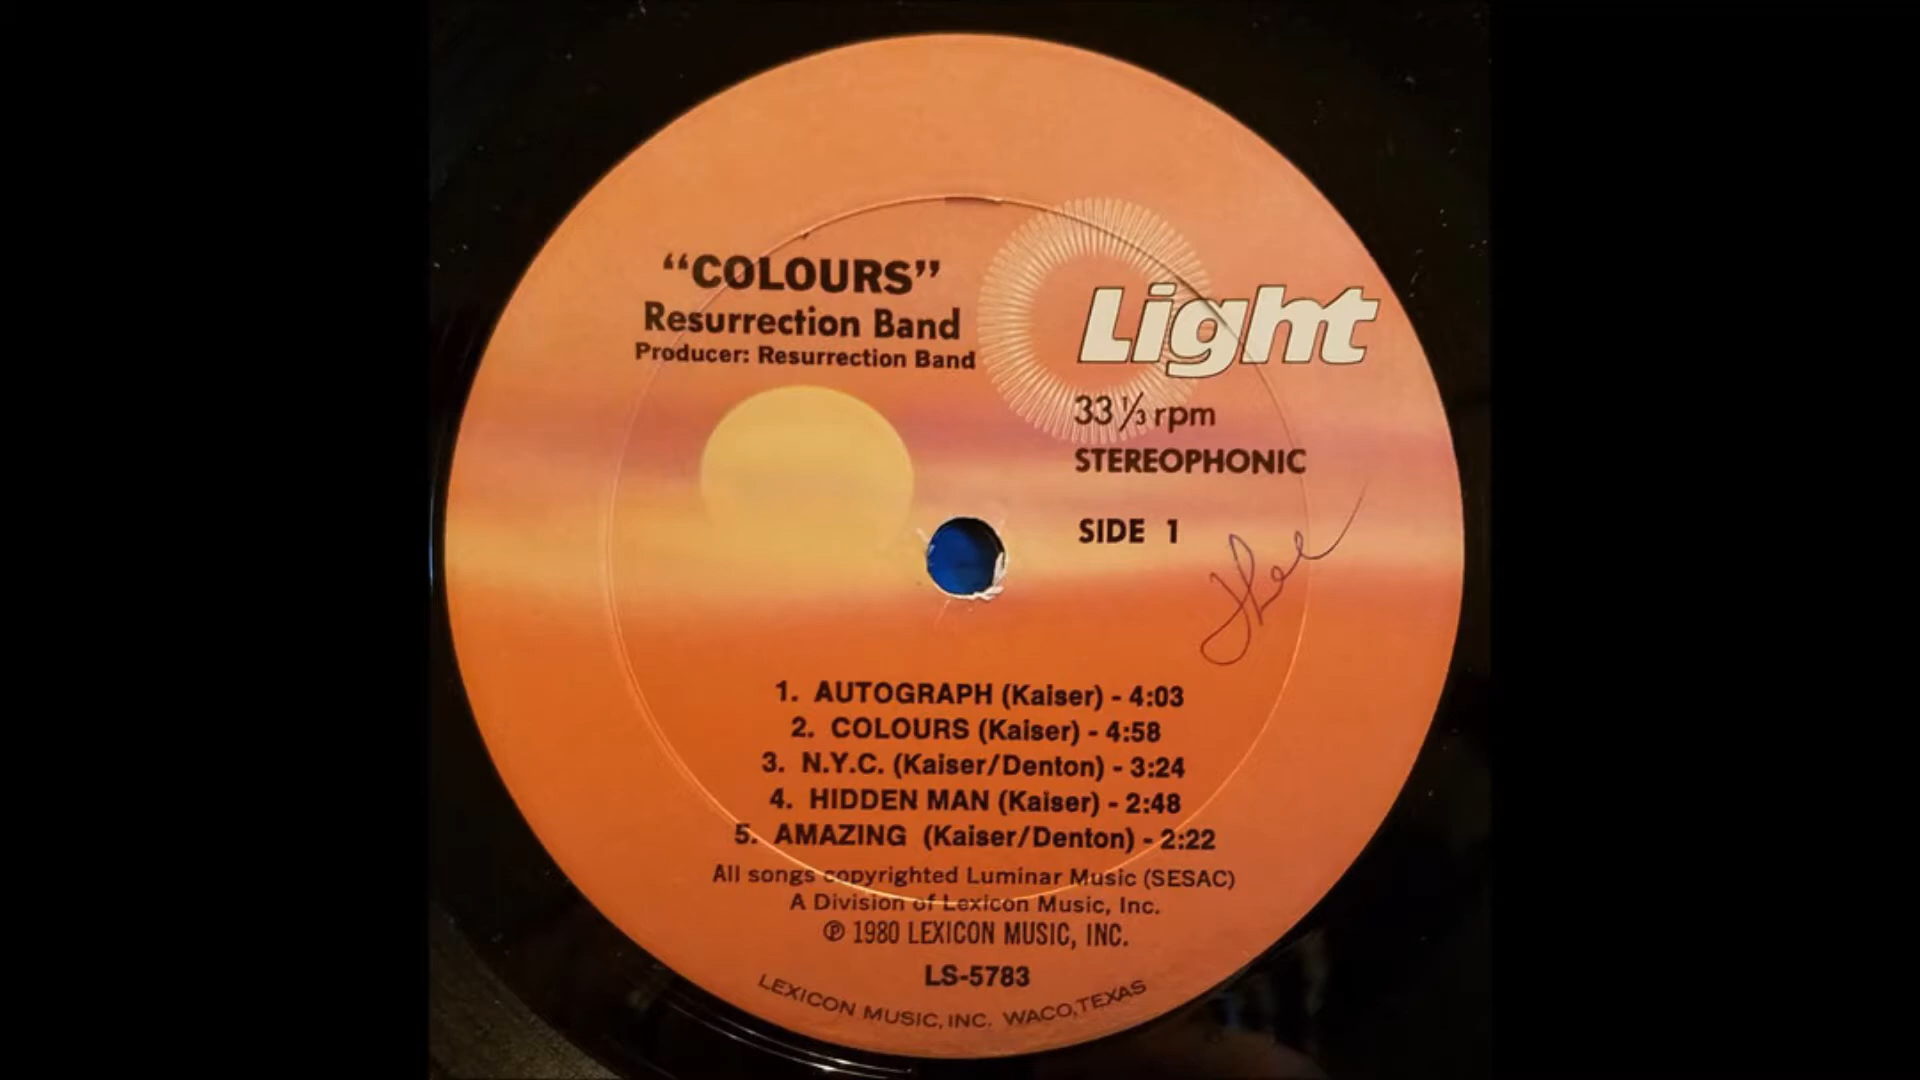 “COLOURS”
Resurrection Band
Producer: Resurrection Band
Light
33 1/3 rpm
STEREOPHONIC
SIDE 1
1. AUTOGRAPH (Kaiser) - 4:03
2. COLOURS (Kaiser) - 4:58
3. N.Y.C. (Kaiser/Denton) - 3:24
4. HIDDEN MAN (Kaiser) - 2:48
5. AMAZING (Kaiser/Denton) - 2:22
All songs copyrighted Luminar Music (SESAC)
A Division of Lexicon Music, Inc.
℗ 1980 LEXICON MUSIC, INC.
LS-5783
LEXICON MUSIC, INC. WACO, TEXAS